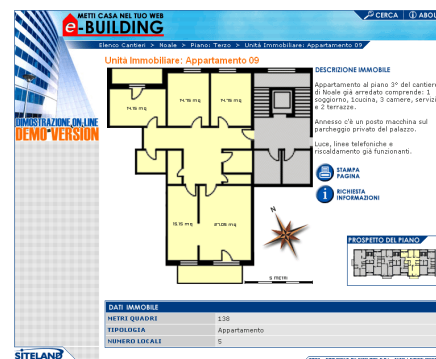 METTI CASA NEL TUO WEB
e-BUILDING
CERCA | ABOU
Elenco Cantieri > Noale > Piano: Terzo > Unità Immobiliare: Appartamento 09
Unità Immobiliare: Appartamento 09
DESCRIZIONE IMMOBILE
Appartamento al piano 3° del cantiere
di Noale già arredato comprende: 1
soggiorno, 1cucina, 3 camere, servizi
e 2 terrazze.
Annesso c'è un posto macchina sul
parcheggio privato del palazzo.
Luce, linee telefoniche e
riscaldamento già funzionanti.
STAMPA
PAGINA
RICHIESTA
INFORMAZIONI
DIMOSTRAZIONE ON LINE
DEMO VERSION
N
5 METRI
PROSPETTO DEL PIANO
DATI IMMOBILE
METRI QUADRI 138
TIPOLOGIA Appartamento
NUMERO LOCALI 5
SITELAND